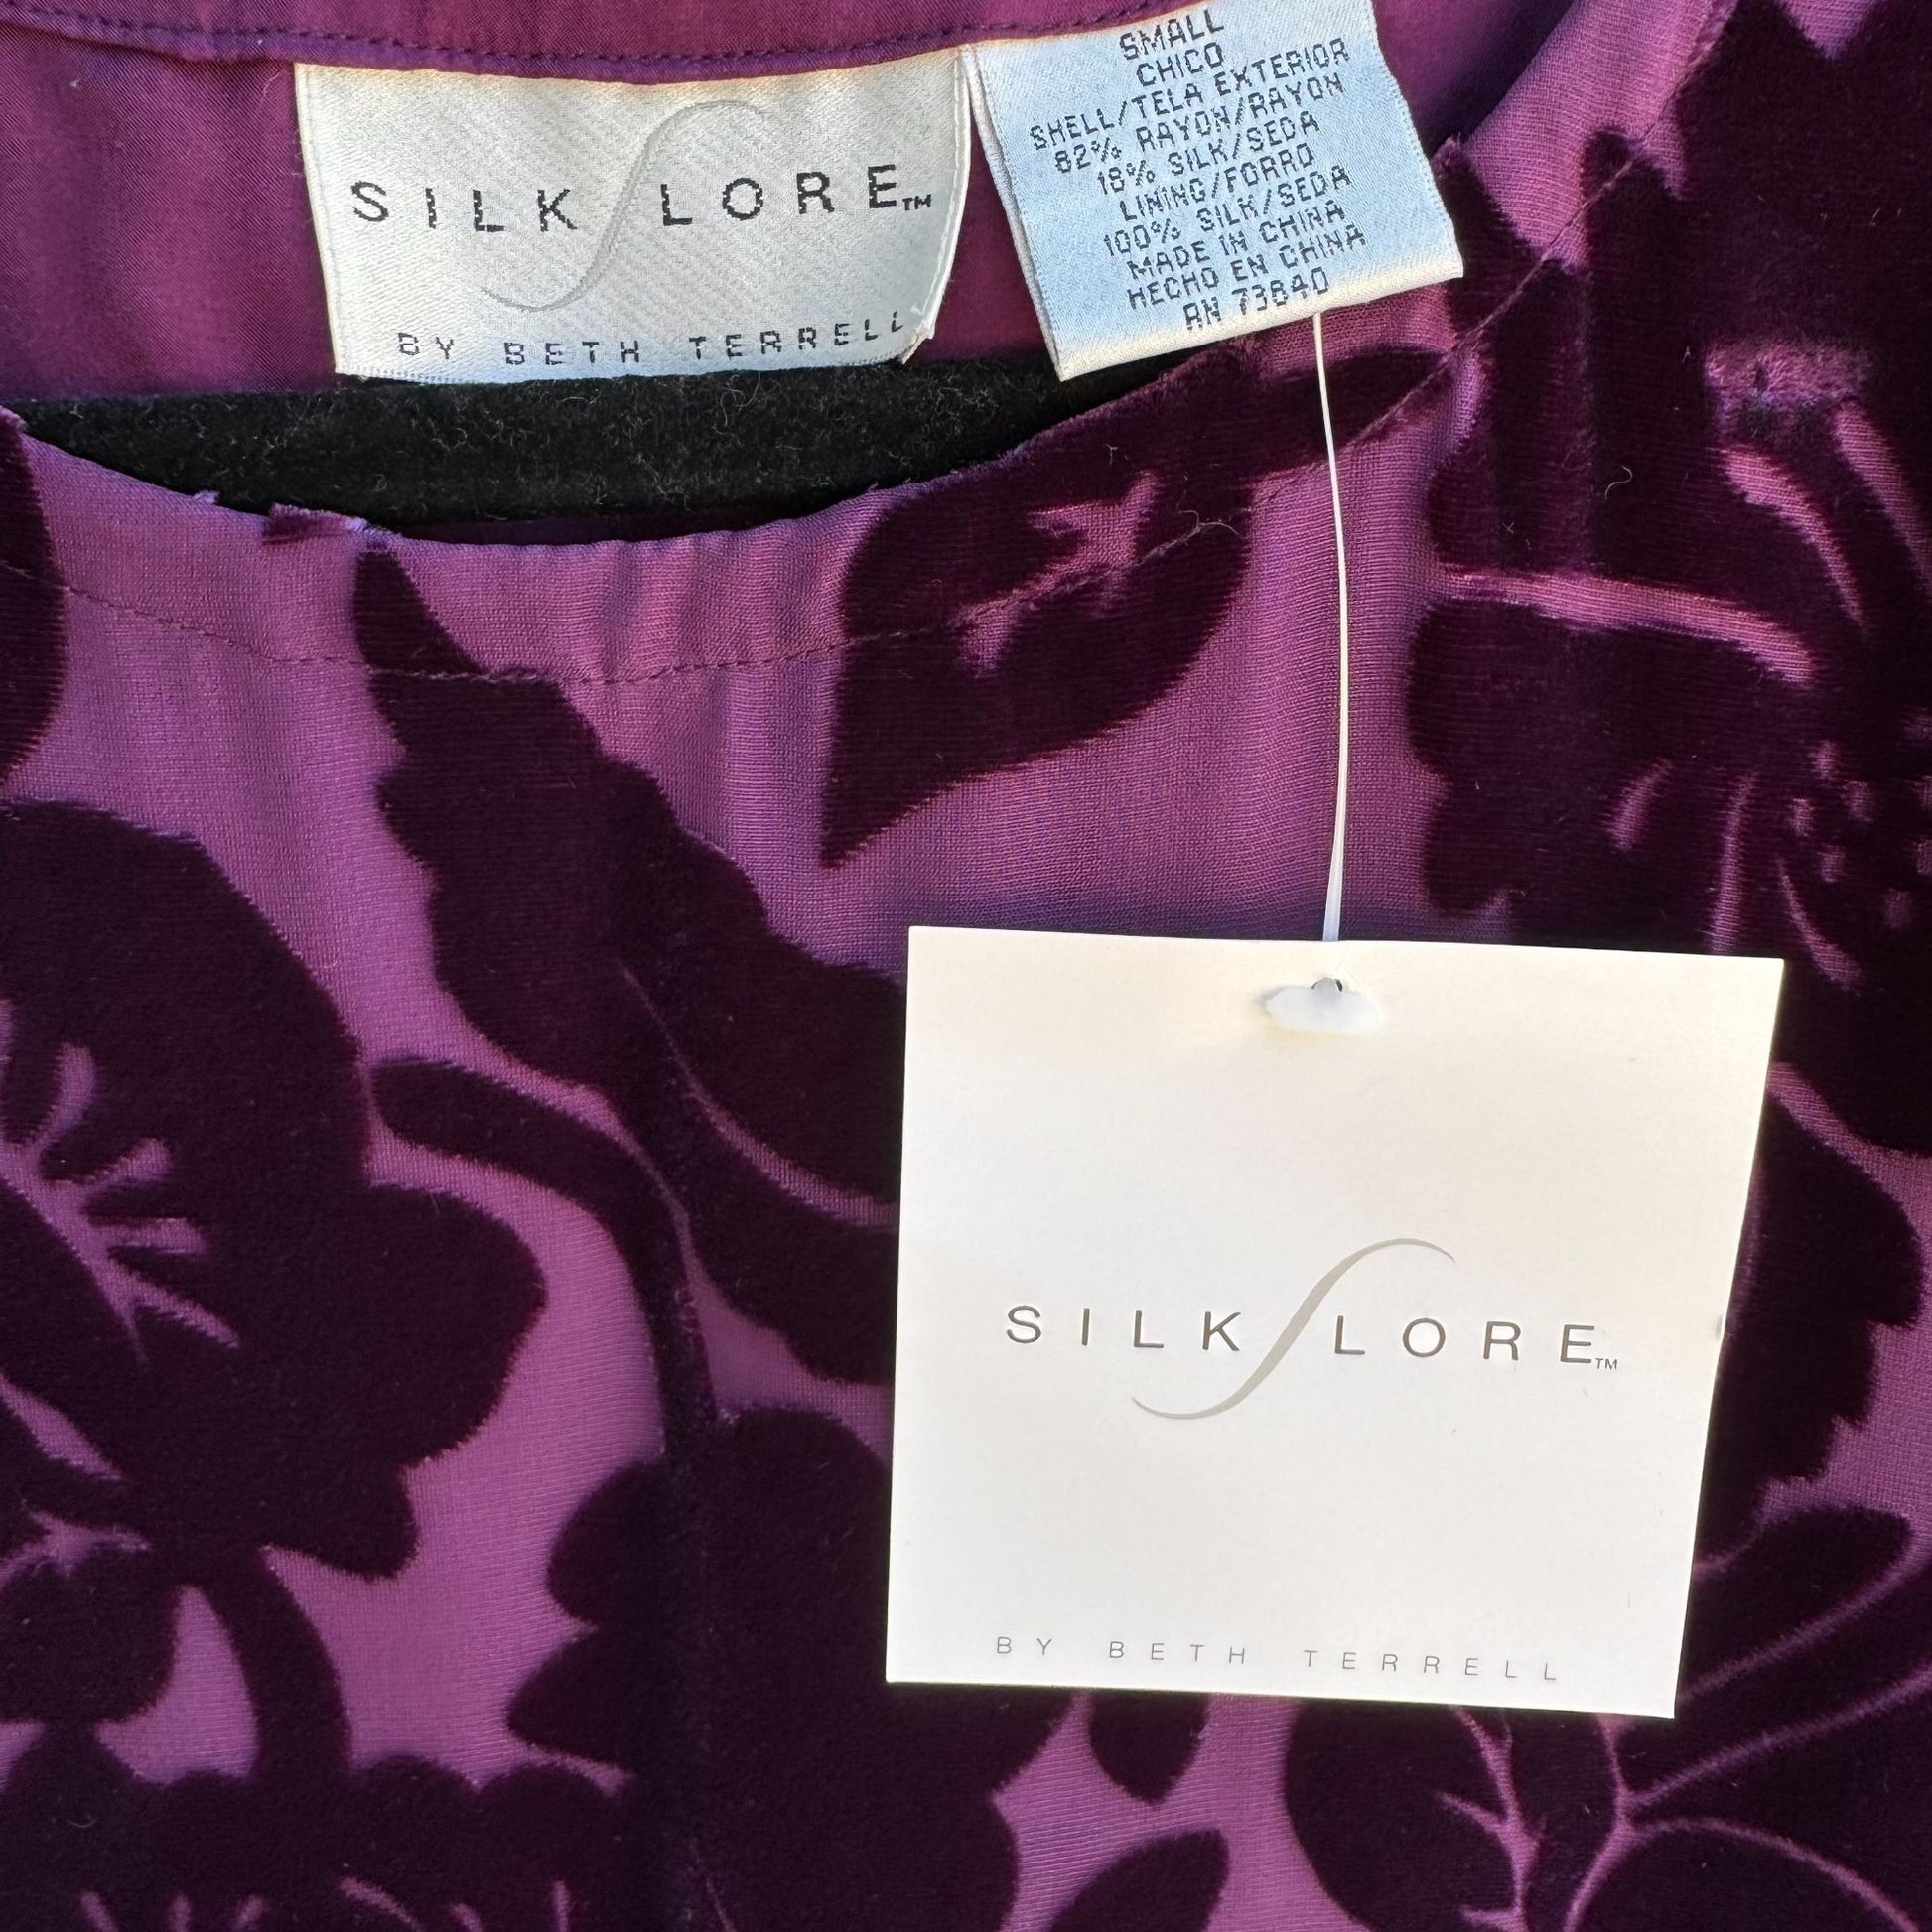 SILK LORE™
BY BETH TERRELL
SMALL
CHICO
SHELL/TELA EXTERIOR
82% RAYON/RAYON
18% SILK/SEDA
LINING/FORRO
100% SILK/SEDA
MADE IN CHINA
HECHO EN CHINA
RN 73840
SILK LORE™
BY BETH TERRELL